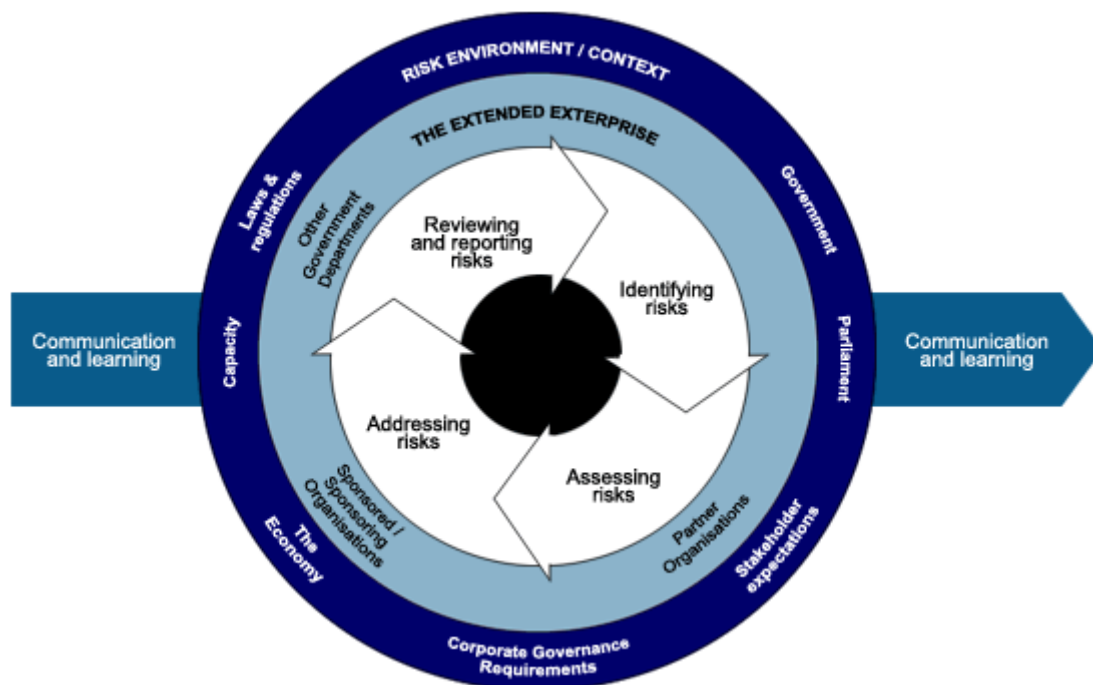 RISK ENVIRONMENT / CONTEXT
THE EXTENDED EXTERPRISE
Laws &
regulations
Government
Other
Government
Departments
Reviewing
and reporting
risks
Identifying
risks
Communication
and learning
Capacity
Parliament
Communication
and learning
Addressing
risks
Assessing
risks
Sponsored /
Sponsoring
Organisations
Partner
Organisations
The
Economy
Stakeholder
expectations
Corporate Governance
Requirements